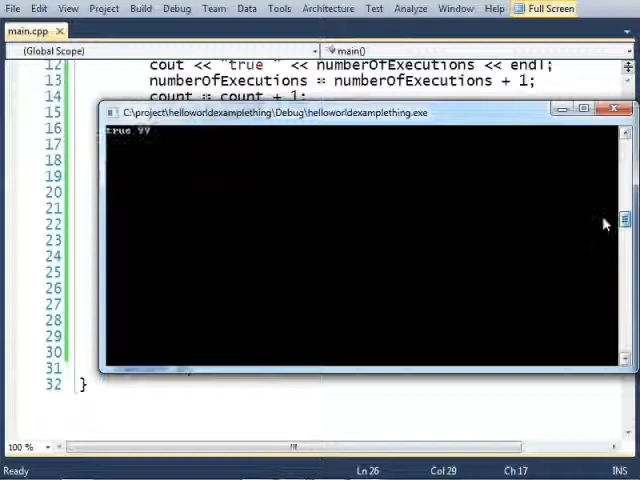 File Edit View Project Build Debug Team Data Tools Architecture Test Analyze Window Help Full Screen
main.cpp
(Global Scope) main()
12 cout << "true " << numberOfExecutions << endl;
13 numberOfExecutions = numberOfExecutions + 1;
14 count = count + 1;
15 C:\project\helloworldexamplething\Debug\helloworldexamplething.exe
16 true 99
17
18
19
20
21
22
23
24
25
26
27
28
29
30
31
32 }
100 %
Ready Ln 26 Col 29 Ch 17 INS